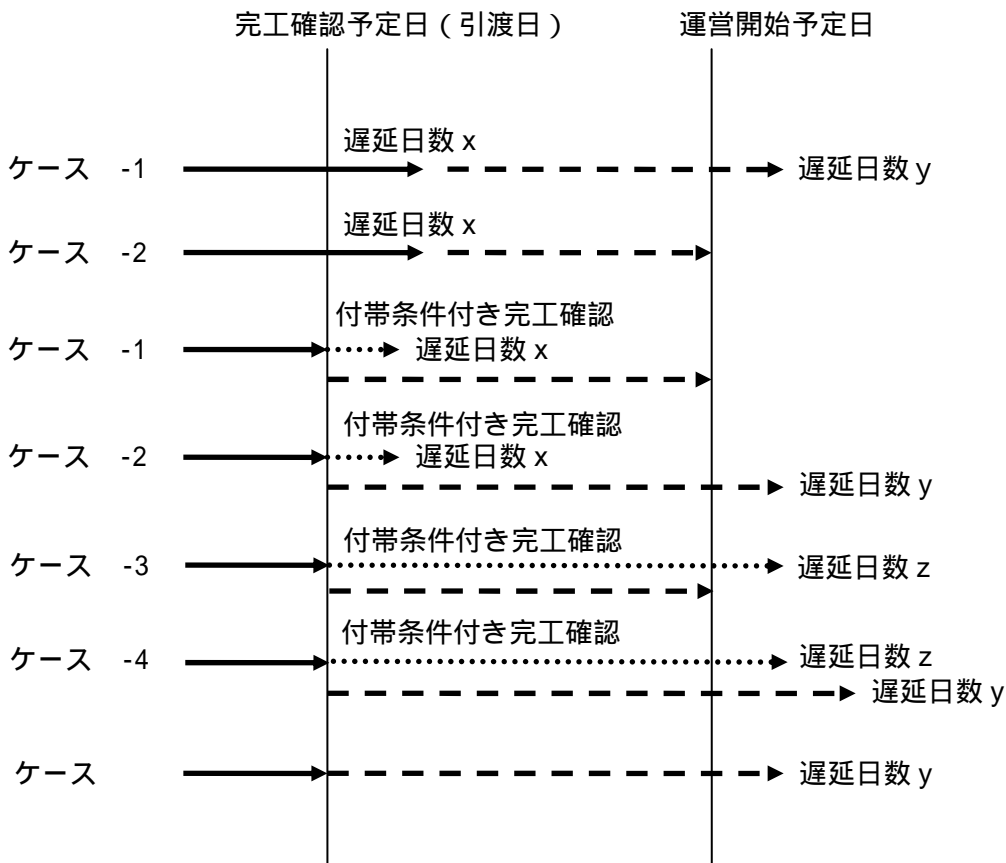 完工確認予定日（引渡日） 運営開始予定日
遅延日数 x
ケース -1 遅延日数 y
遅延日数 x
ケース -2
付帯条件付き完工確認
ケース -1 遅延日数 x
付帯条件付き完工確認
ケース -2 遅延日数 x
遅延日数 y
付帯条件付き完工確認
ケース -3 遅延日数 z
付帯条件付き完工確認
ケース -4 遅延日数 z
遅延日数 y
ケース 遅延日数 y